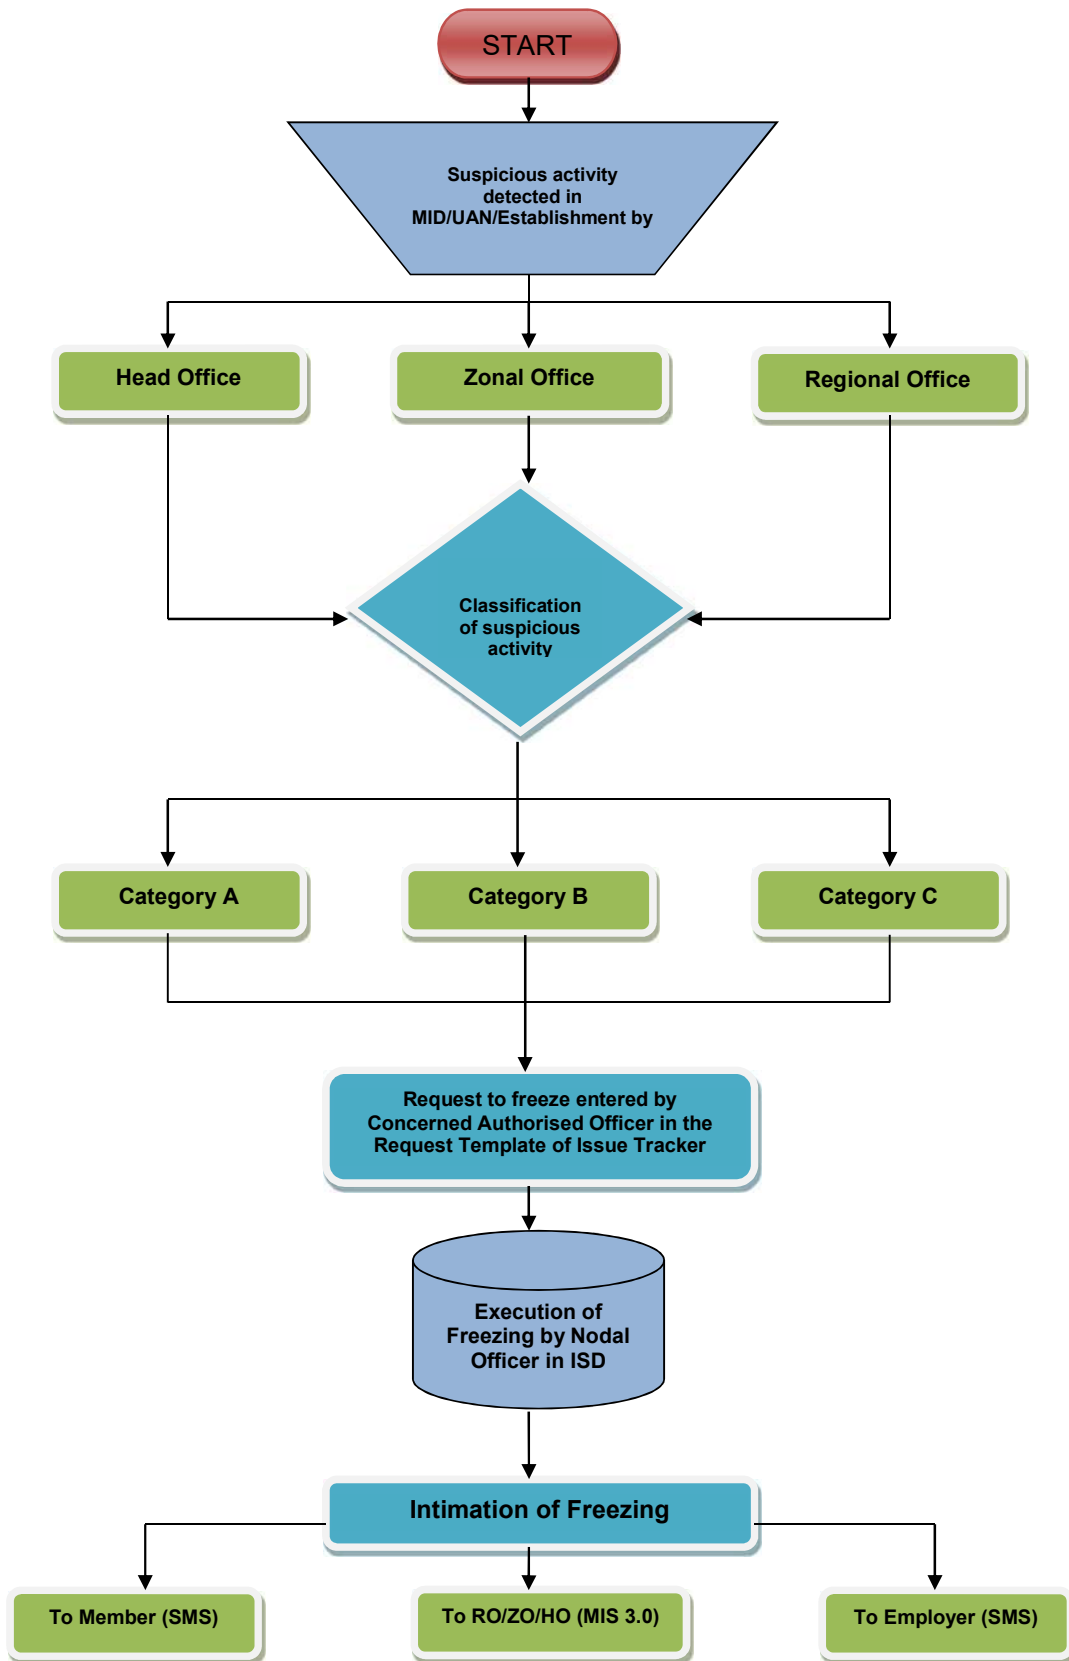 START
Suspicious activity
detected in
MID/UAN/Establishment by
Head Office
Zonal Office
Regional Office
Classification
of suspicious
activity
Category A
Category B
Category C
Request to freeze entered by
Concerned Authorised Officer in the
Request Template of Issue Tracker
Execution of
Freezing by Nodal
Officer in ISD
Intimation of Freezing
To Member (SMS)
To RO/ZO/HO (MIS 3.0)
To Employer (SMS)